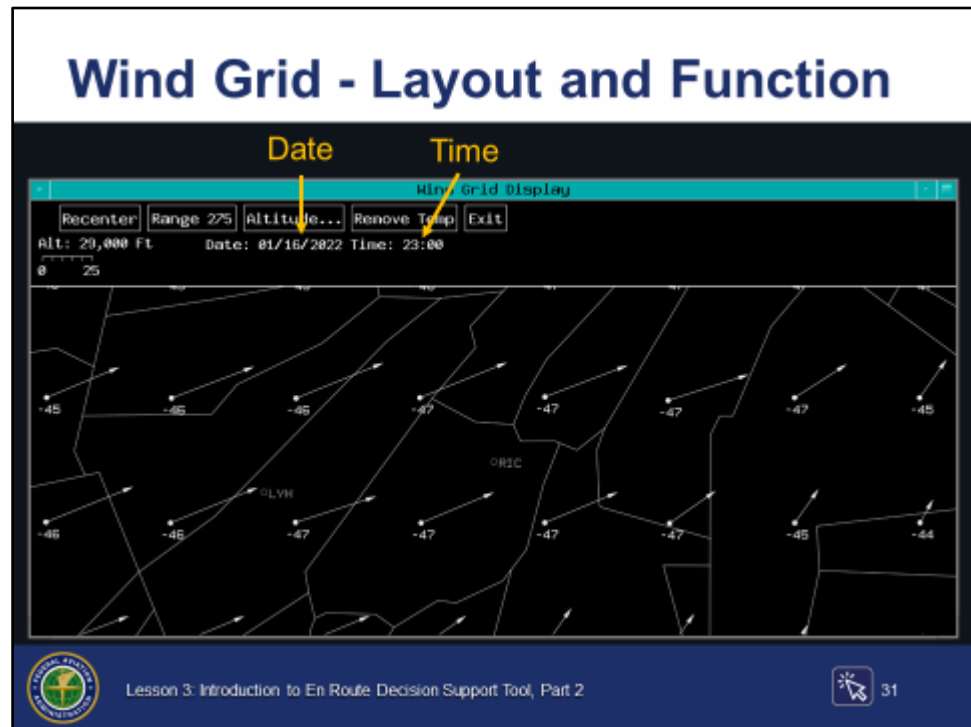 Wind Grid - Layout and Function
Date Time
Wind Grid Display
Recenter Range 275 Altitude... Remove Temp Exit
Alt: 29,000 Ft Date: 01/16/2022 Time: 23:00
0 25
-45 -46 -46 -47 -47 -47 -47 -45
RIC
LYH
-46 -46 -47 -47 -47 -47 -45 -44
FEDERAL AVIATION ADMINISTRATION
Lesson 3: Introduction to En Route Decision Support Tool, Part 2 31